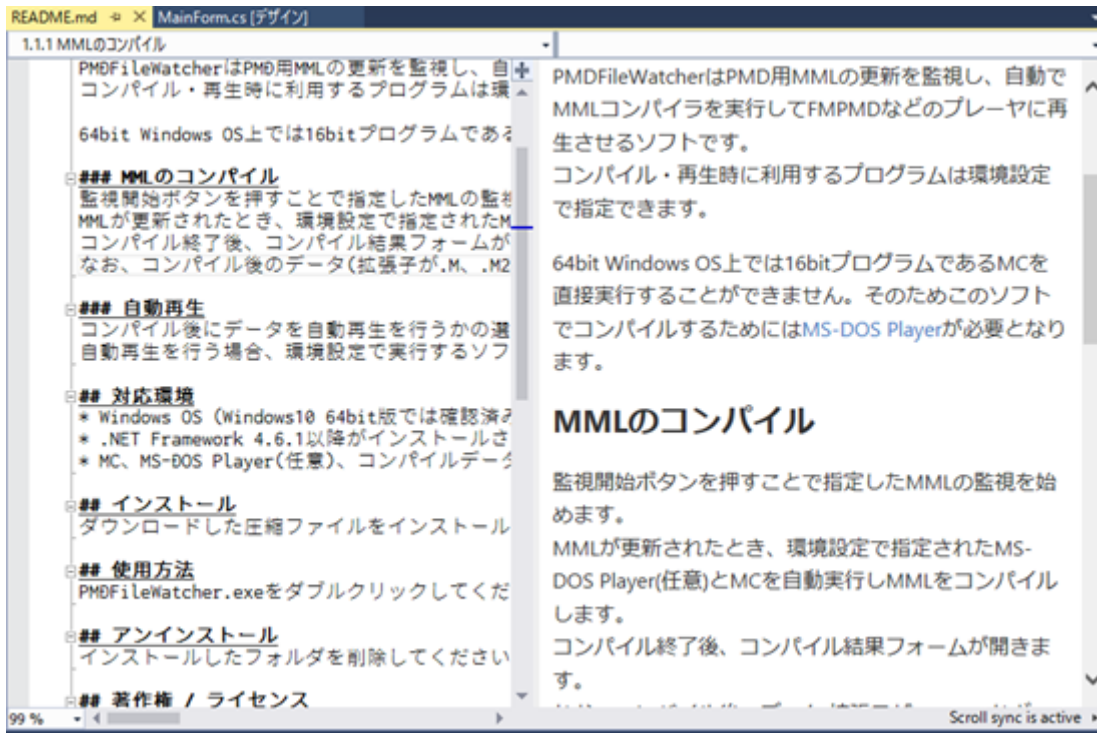 README.md
MainForm.cs [デザイン]
1.1.1 MMLのコンパイル
PMDFileWatcherはPMD用MMLの更新を監視し、自
コンパイル・再生時に利用するプログラムは環
64bit Windows OS上では16bitプログラムである
### MMLのコンパイル
監視開始ボタンを押すことで指定したMMLの監視
MMLが更新されたとき、環境設定で指定されたM
コンパイル終了後、コンパイル結果フォームが
なお、コンパイル後のデータ(拡張子が.M、.M2
### 自動再生
コンパイル後にデータを自動再生を行うかの選
自動再生を行う場合、環境設定で実行するソフ
## 対応環境
* Windows OS (Windows10 64bit版では確認済み
* .NET Framework 4.6.1以降がインストールさ
* MC、MS-DOS Player(任意)、コンパイルデータ
## インストール
ダウンロードした圧縮ファイルをインストール
## 使用方法
PMDFileWatcher.exeをダブルクリックしてくだ
## アンインストール
インストールしたフォルダを削除してください
## 著作権 / ライセンス
99 %
PMDFileWatcherはPMD用MMLの更新を監視し、自動で
MMLコンパイラを実行してFMPMDなどのプレーヤに再
生させるソフトです。
コンパイル・再生時に利用するプログラムは環境設定
で指定できます。
64bit Windows OS上では16bitプログラムであるMCを
直接実行することができません。そのためこのソフト
でコンパイルするためにはMS-DOS Playerが必要となり
ます。
MMLのコンパイル
監視開始ボタンを押すことで指定したMMLの監視を始
めます。
MMLが更新されたとき、環境設定で指定されたMS-
DOS Player(任意)とMCを自動実行しMMLをコンパイル
します。
コンパイル終了後、コンパイル結果フォームが開きま
す。
Scroll sync is active